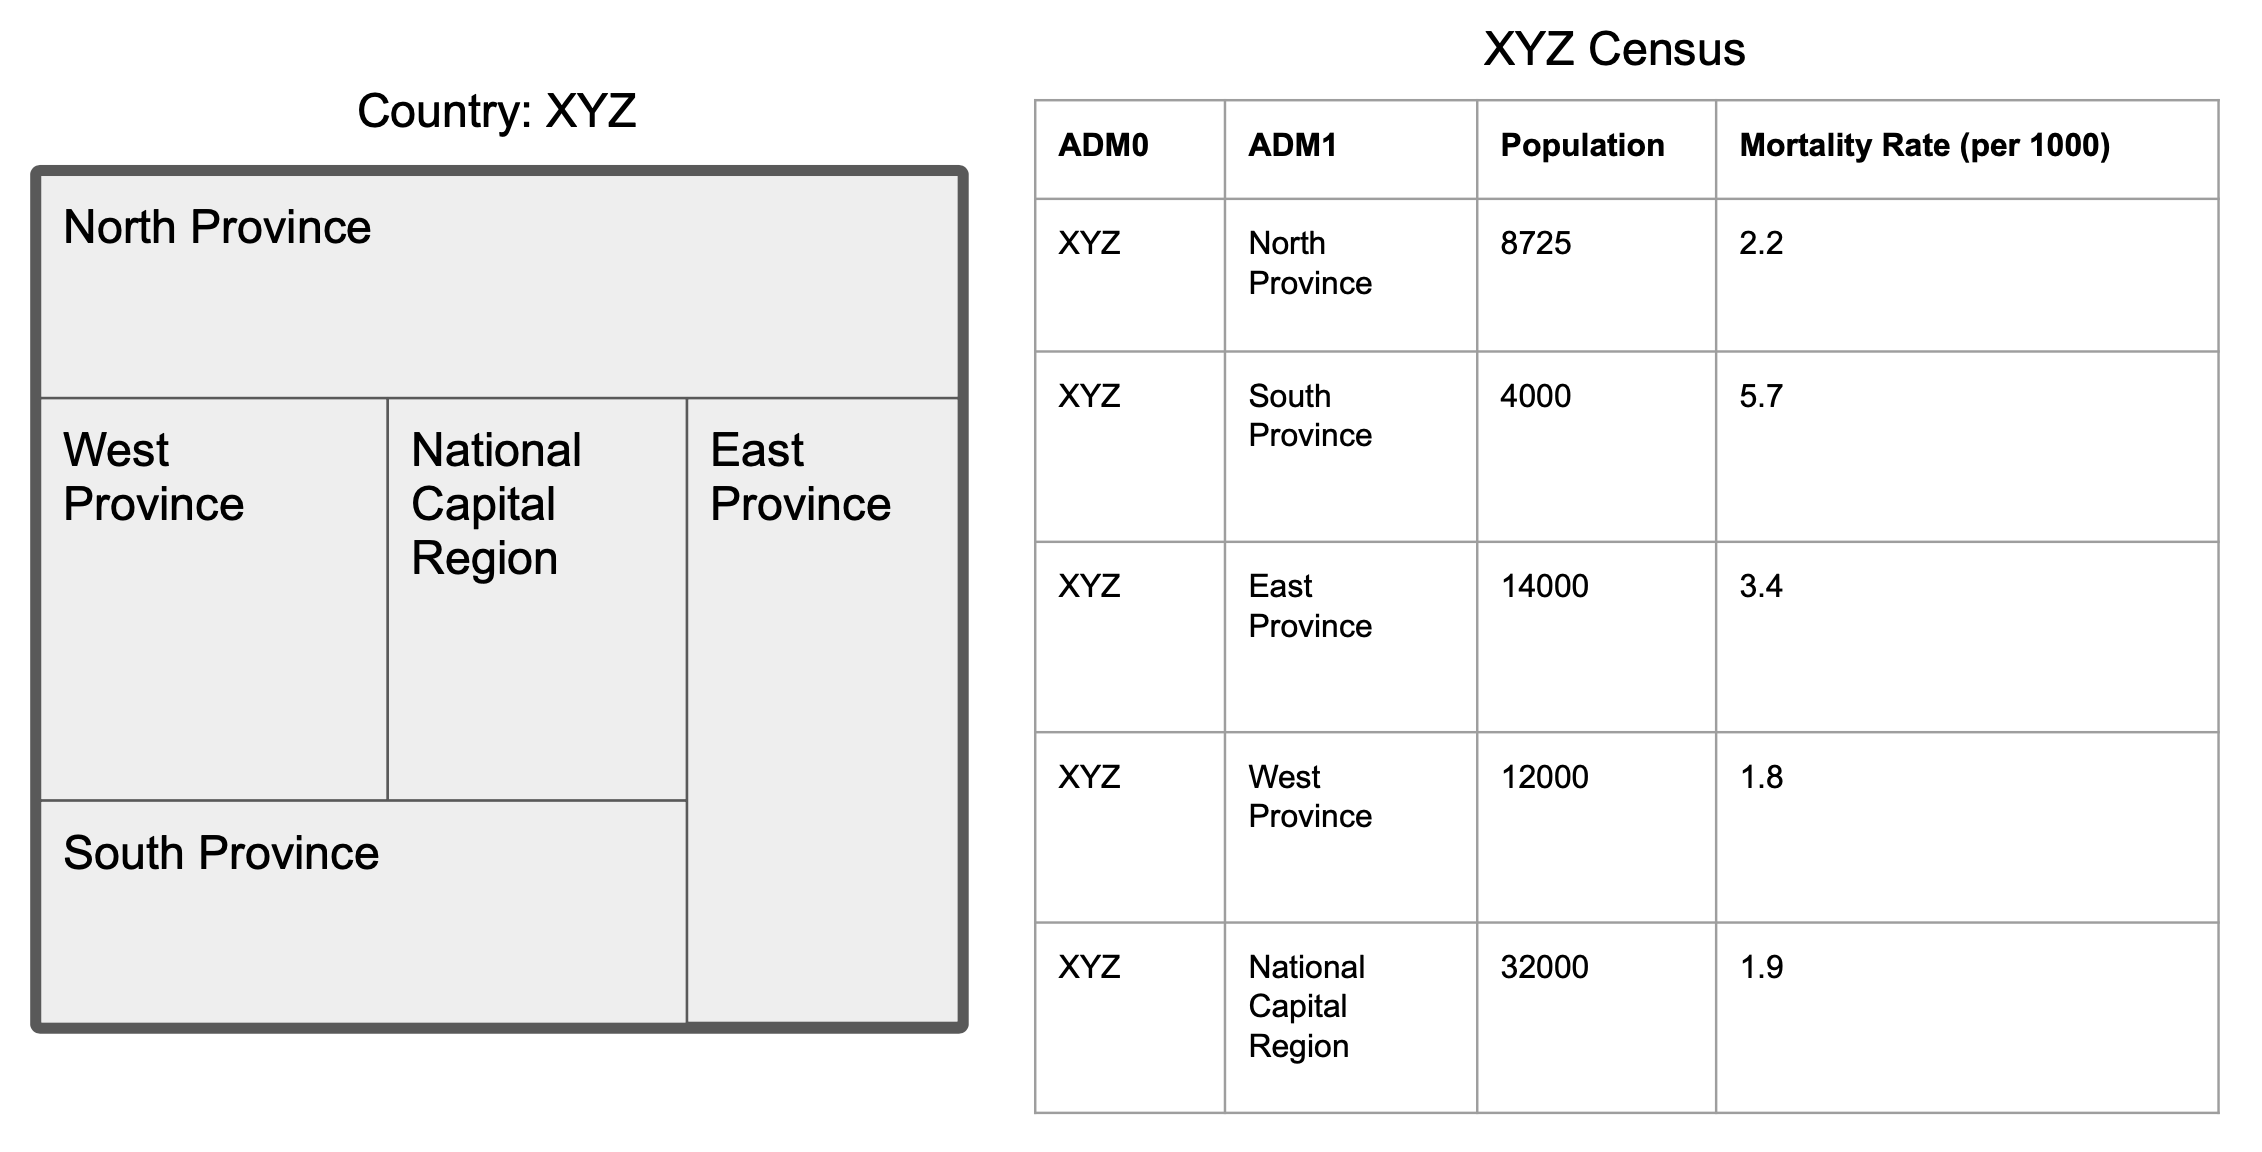 Country: XYZ
North Province
West
Province
National
Capital
Region
East
Province
South Province
XYZ Census
ADM0 ADM1 Population Mortality Rate (per 1000)
XYZ North Province 8725 2.2
XYZ South Province 4000 5.7
XYZ East Province 14000 3.4
XYZ West Province 12000 1.8
XYZ National Capital Region 32000 1.9